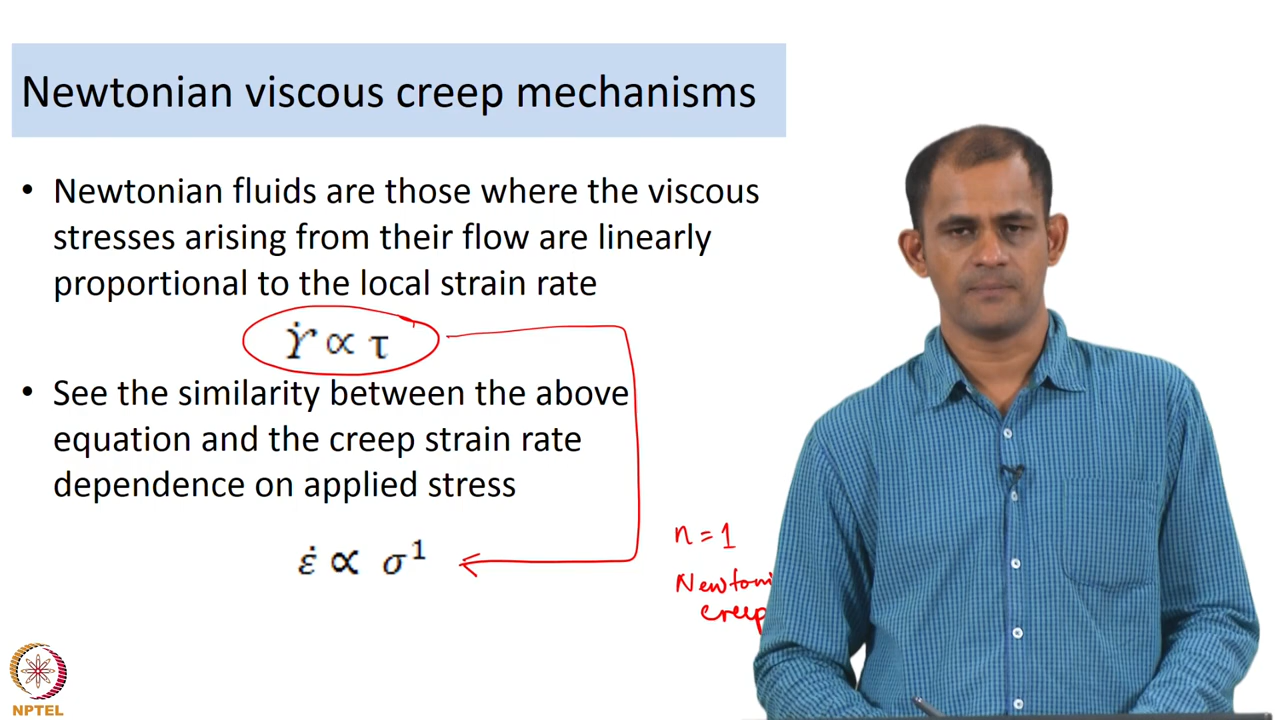 Newtonian viscous creep mechanisms
• Newtonian fluids are those where the viscous
stresses arising from their flow are linearly
proportional to the local strain rate
γ̇ ∝ τ
• See the similarity between the above
equation and the creep strain rate
dependence on applied stress
ε̇ ∝ σ¹
n = 1
Newtoni
creep
NPTEL